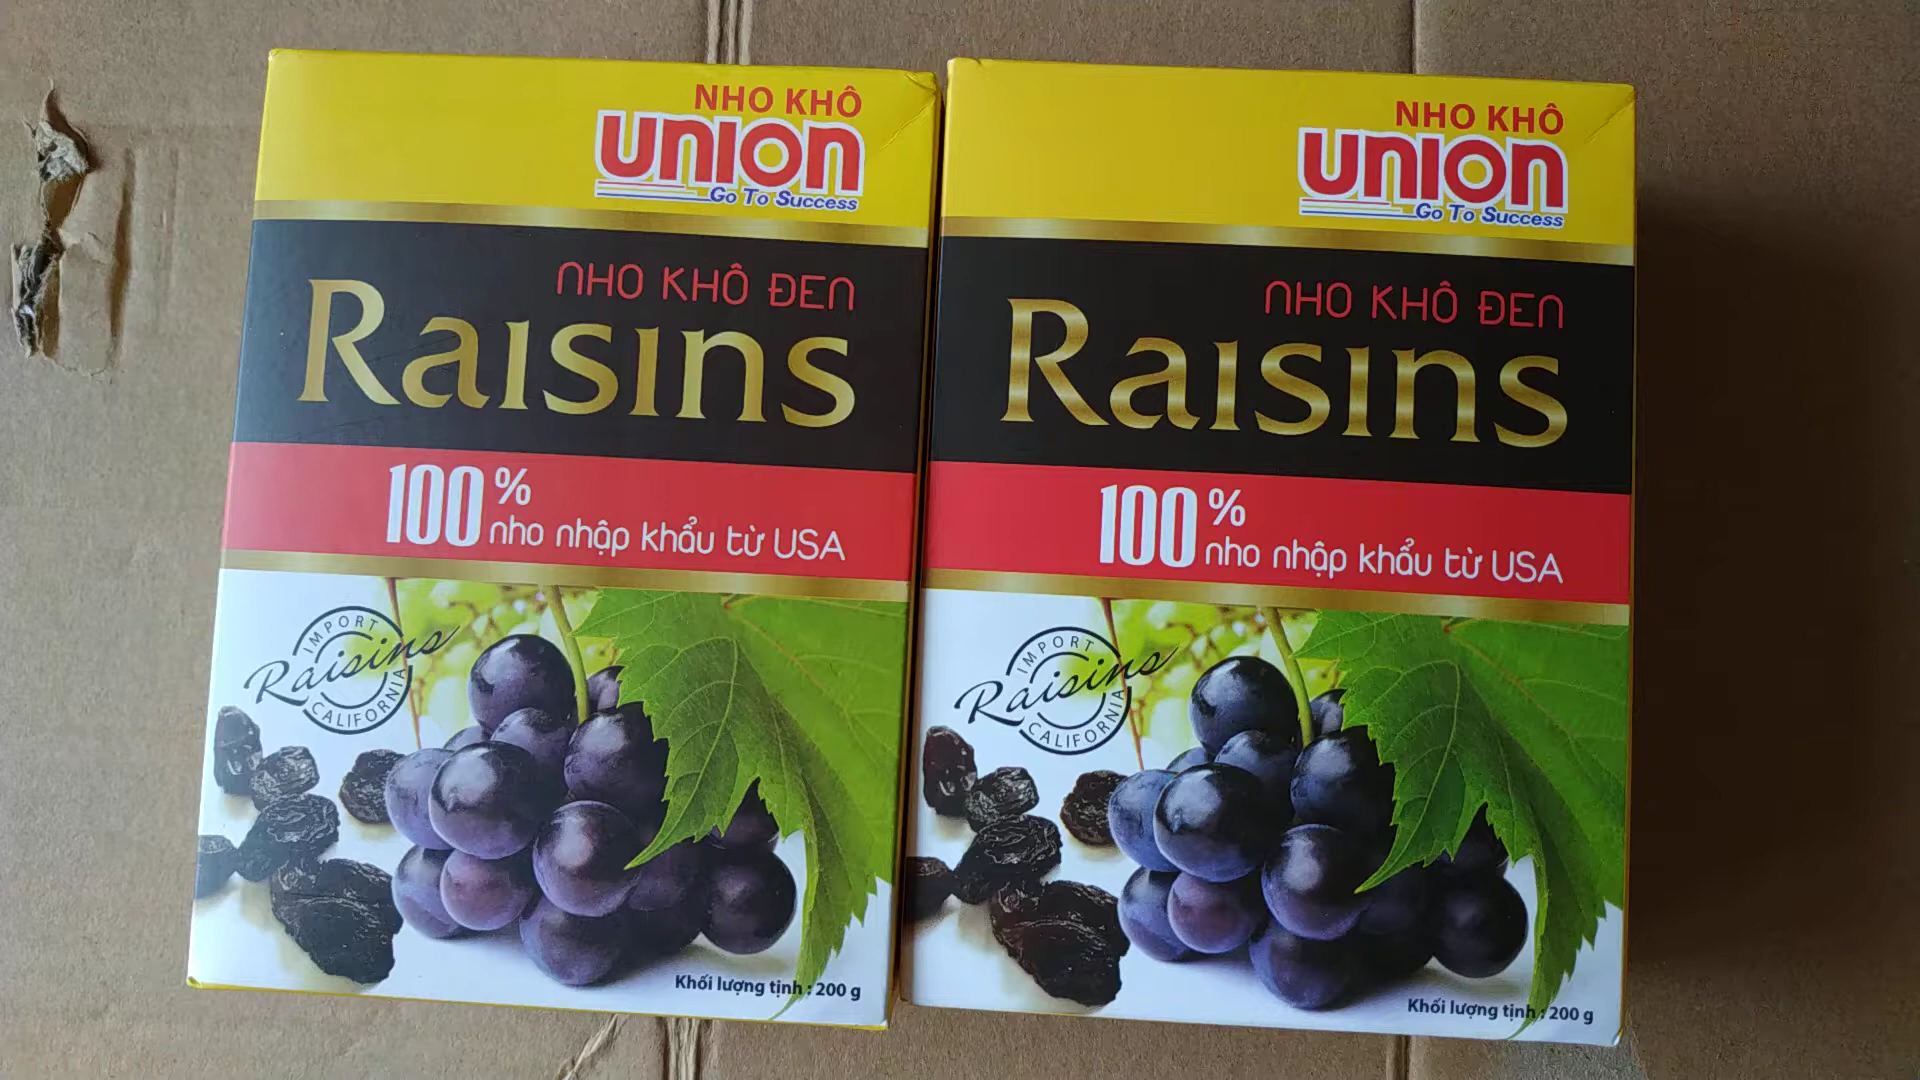 NHO KHÔ
UNION
Go To Success
NHO KHÔ ĐEN
Raisins
100%
nho nhập khẩu từ USA
IMPORT
Raisins
CALIFORNIA
Khối lượng tịnh : 200 g
NHO KHÔ
UNION
Go To Success
NHO KHÔ ĐEN
Raisins
100%
nho nhập khẩu từ USA
IMPORT
Raisins
CALIFORNIA
Khối lượng tịnh : 200 g